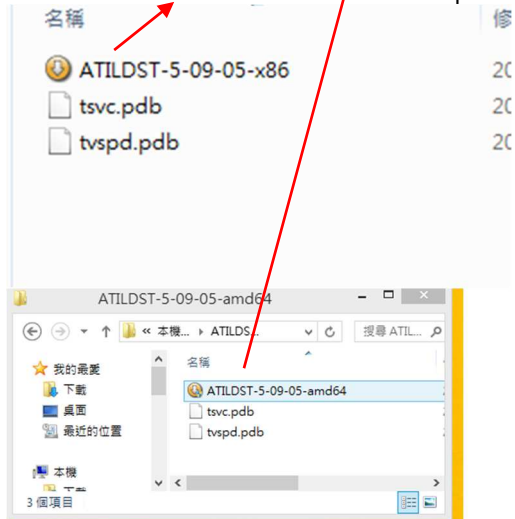 名稱
修
ATILDST-5-09-05-x86
20
tsvc.pdb
20
tvspd.pdb
20
ATILDST-5-09-05-amd64
« 本機... ▸ ATILDS...
搜尋 ATIL...
名稱
我的最愛
下載
ATILDST-5-09-05-amd64
桌面
tsvc.pdb
最近的位置
tvspd.pdb
本機
3 個項目